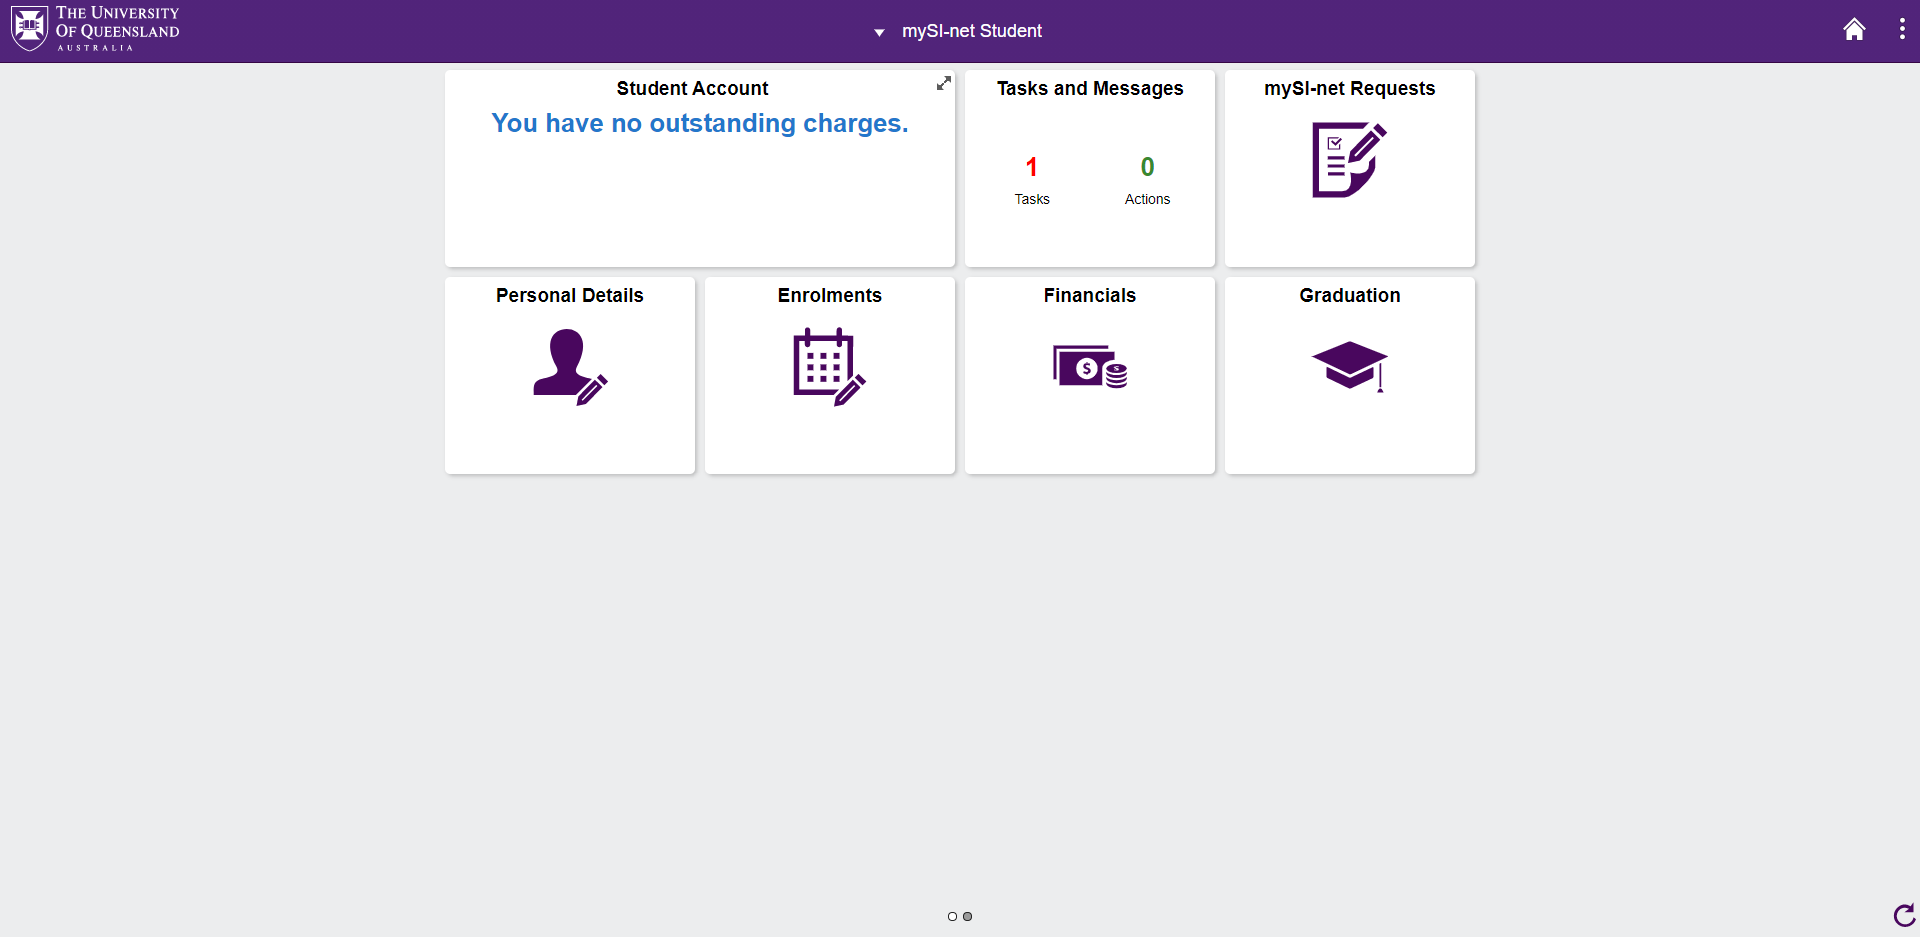 THE UNIVERSITY
OF QUEENSLAND
AUSTRALIA
mySI-net Student
Student Account
You have no outstanding charges.
Tasks and Messages
1
Tasks
0
Actions
mySI-net Requests
Personal Details
Enrolments
Financials
$
Graduation